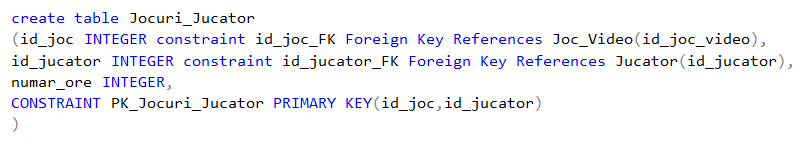 create table Jocuri_Jucator
(id_joc INTEGER constraint id_joc_FK Foreign Key References Joc_Video(id_joc_video),
id_jucator INTEGER constraint id_jucator_FK Foreign Key References Jucator(id_jucator),
numar_ore INTEGER,
CONSTRAINT PK_Jocuri_Jucator PRIMARY KEY(id_joc,id_jucator)
)